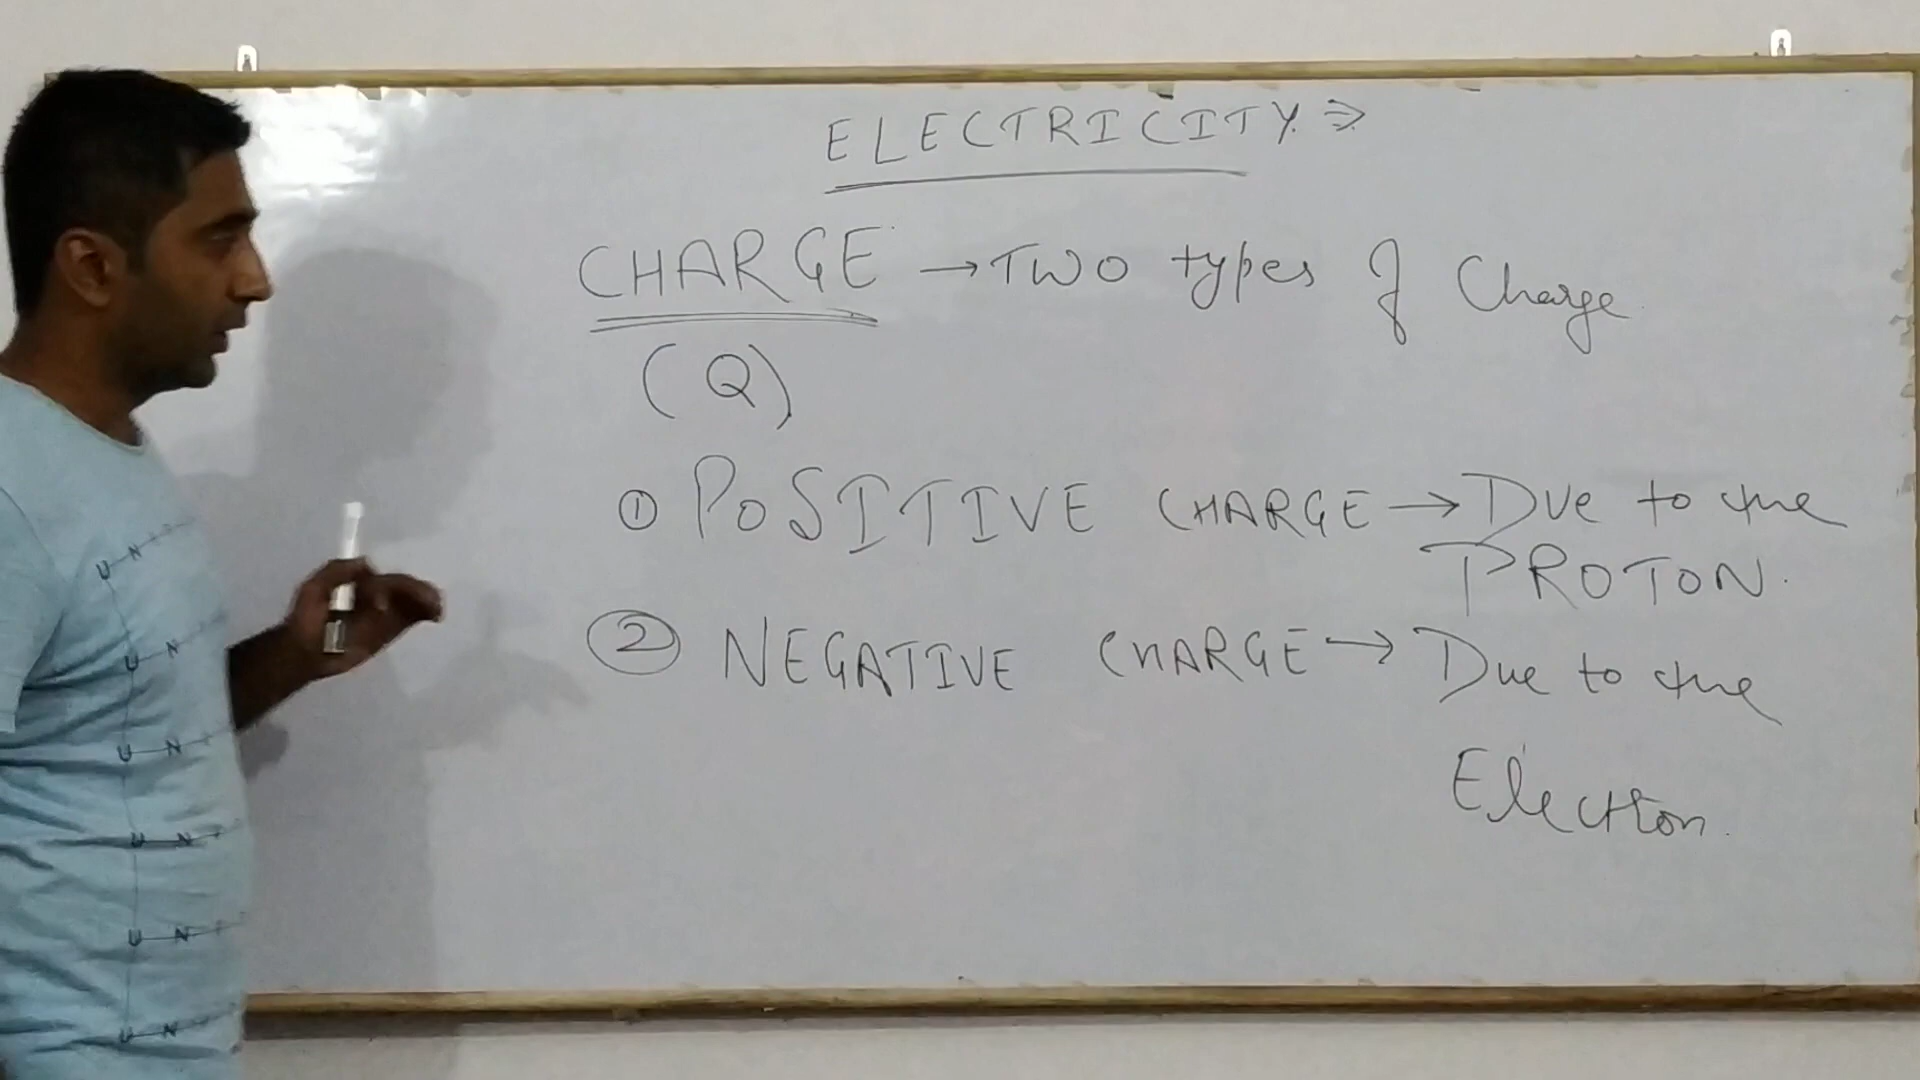 ELECTRICITY ⇒
CHARGE → TWO types of Charge
(Q)
① POSITIVE CHARGE → Due to the
PROTON.
② NEGATIVE CHARGE → Due to the
Electron.
U N
U N
U N
U N
U N
U N